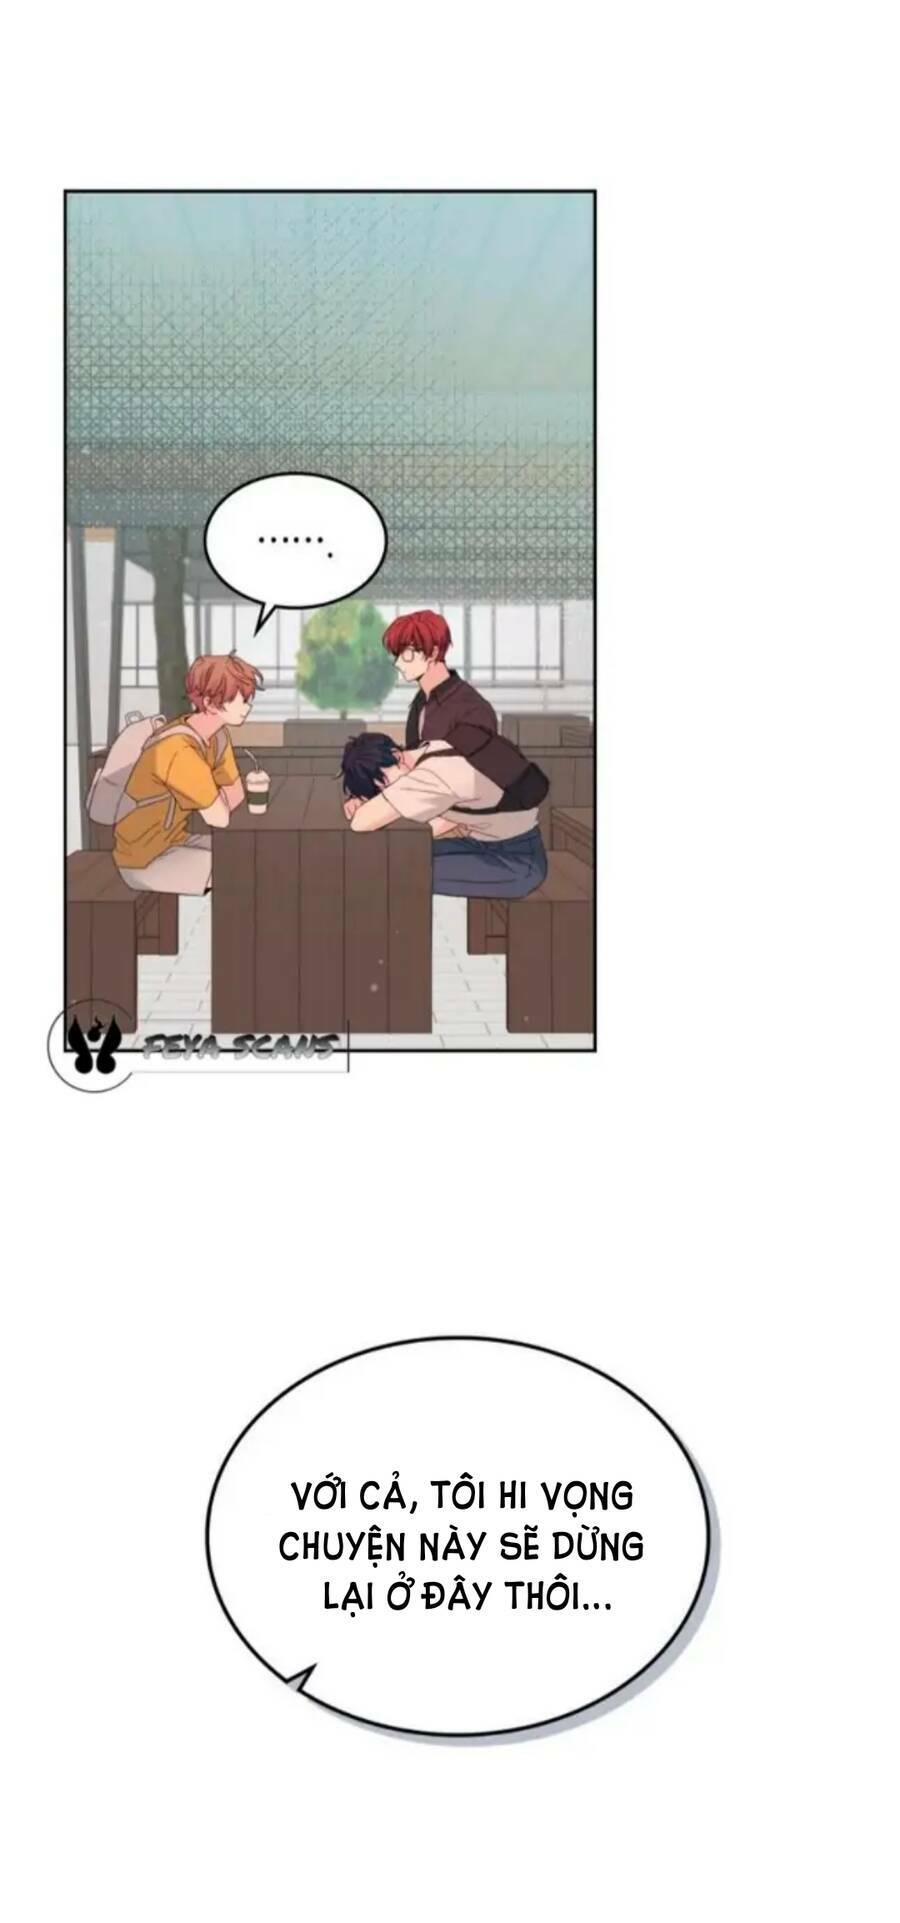 .......
FEYA SCANS
VỚI CẢ, TÔI HI VỌNG
CHUYỆN NÀY SẼ DỪNG
LẠI Ở ĐÂY THÔI...